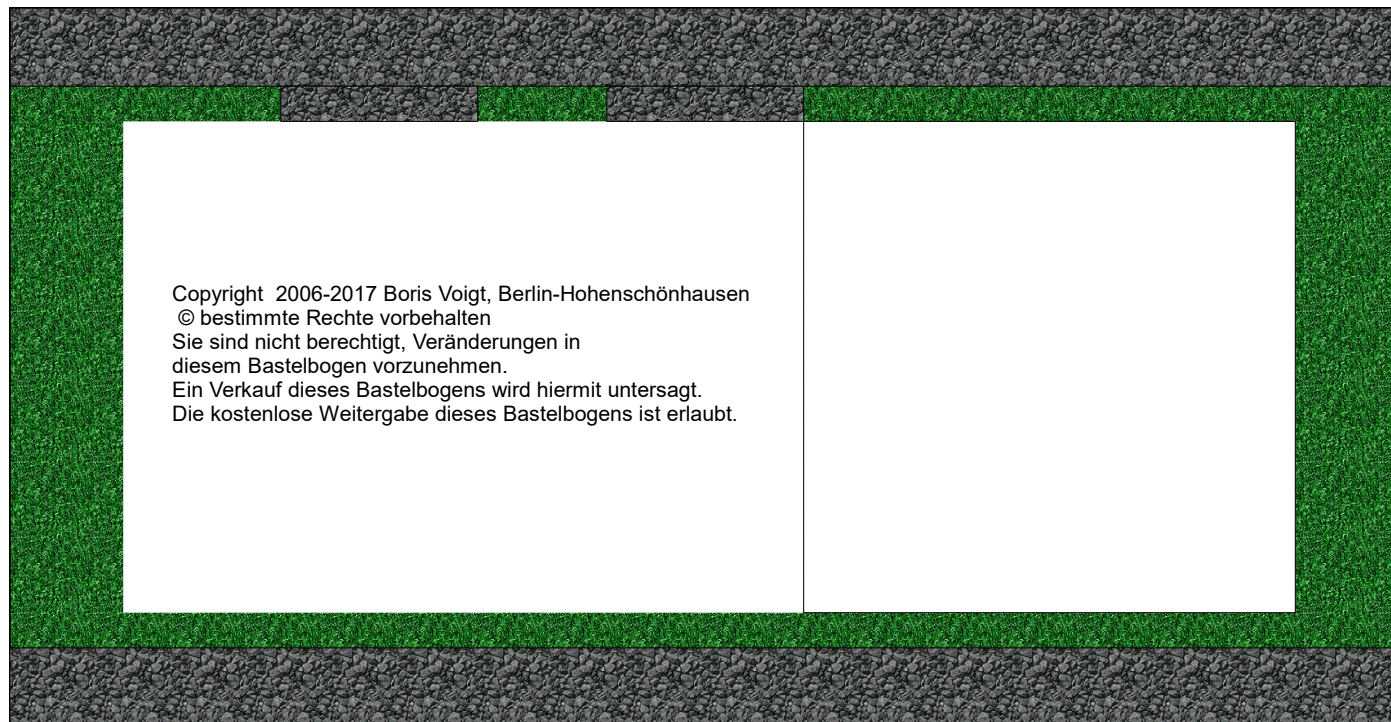 Copyright  2006-2017 Boris Voigt, Berlin-Hohenschönhausen
© bestimmte Rechte vorbehalten
Sie sind nicht berechtigt, Veränderungen in
diesem Bastelbogen vorzunehmen.
Ein Verkauf dieses Bastelbogens wird hiermit untersagt.
Die kostenlose Weitergabe dieses Bastelbogens ist erlaubt.